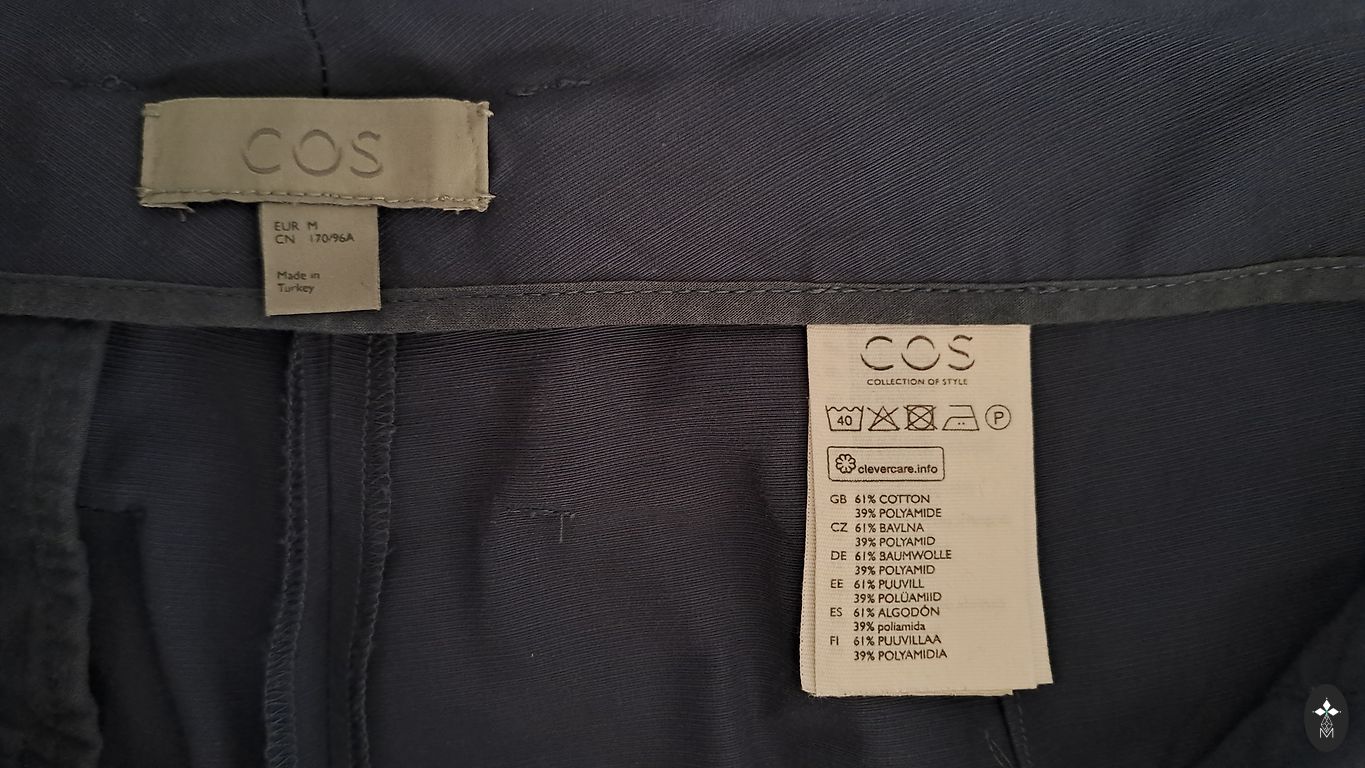 COS
EUR M
CN 170/96A
Made in
Turkey
COS
COLLECTION OF STYLE
40
P
clevercare.info
GB 61% COTTON
39% POLYAMIDE
CZ 61% BAVLNA
39% POLYAMID
DE 61% BAUMWOLLE
39% POLYAMID
EE 61% PUUVILL
39% POLÜAMIID
ES 61% ALGODÓN
39% poliamida
FI 61% PUUVILLAA
39% POLYAMIDIA
M